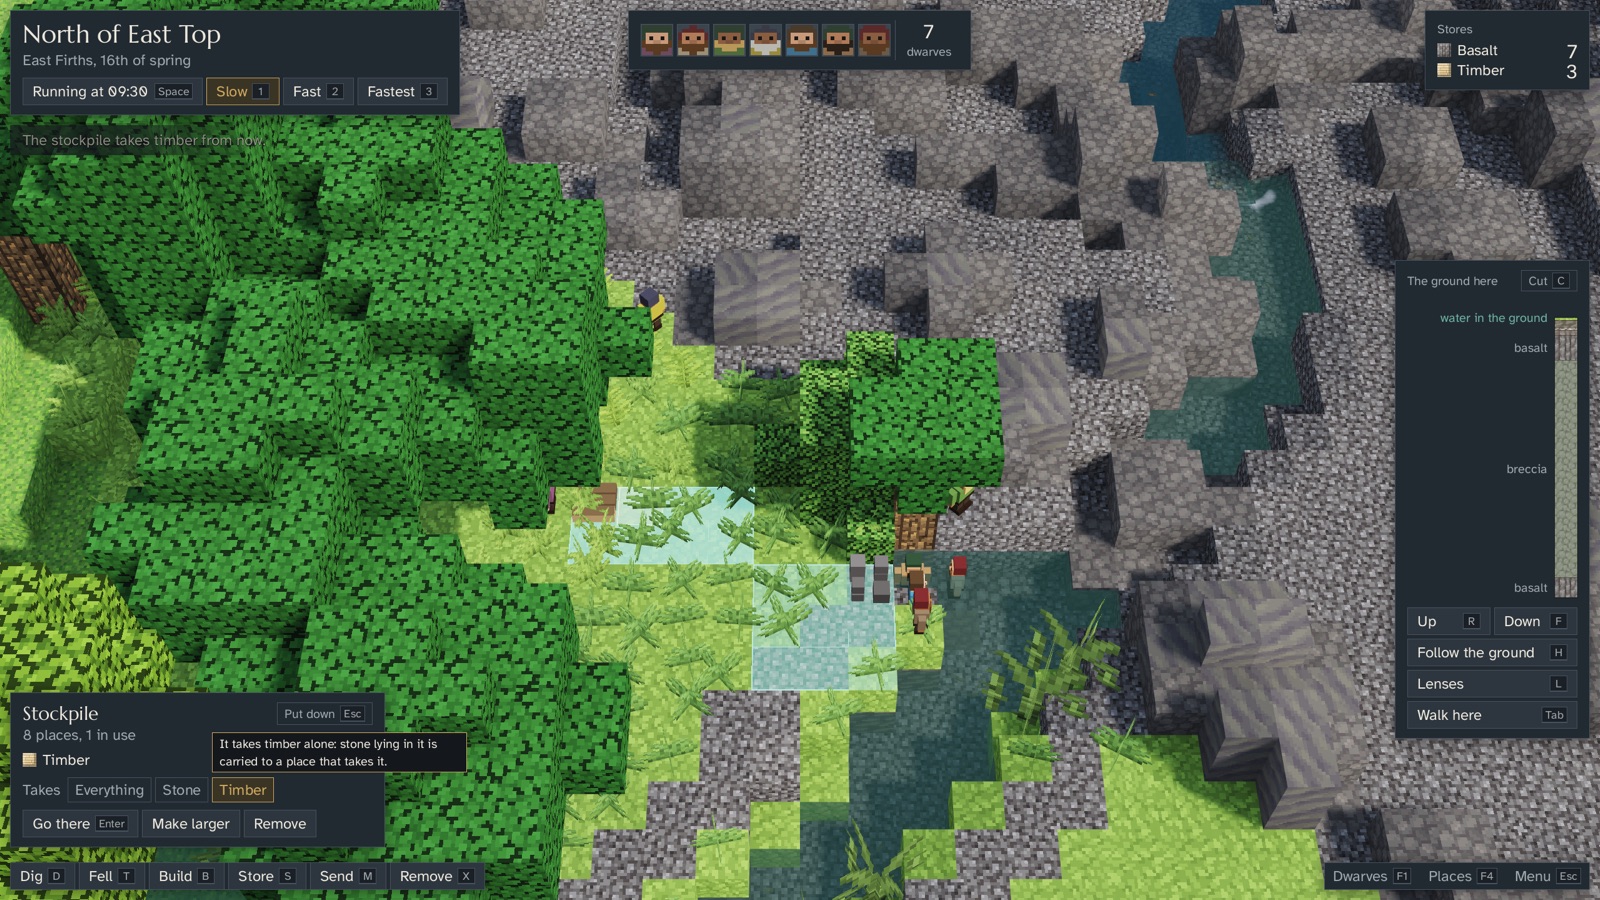 North of East Top
East Firths, 16th of spring
Running at 09:30 Space
Slow 1
Fast 2
Fastest 3
The stockpile takes timber from now.
7
dwarves
Stores
Basalt 7
Timber 3
The ground here
Cut C
water in the ground
basalt
breccia
basalt
Up R
Down F
Follow the ground H
Lenses L
Walk here Tab
Stockpile
Put down Esc
8 places, 1 in use
Timber
It takes timber alone: stone lying in it is
carried to a place that takes it.
Takes Everything Stone Timber
Go there Enter
Make larger
Remove
Dig D
Fell T
Build B
Store S
Send M
Remove X
Dwarves F1
Places F4
Menu Esc